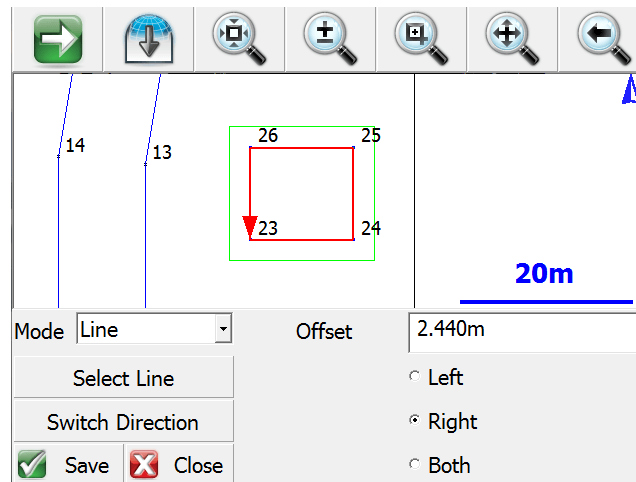 26 25
14
13
23 24
20m
Mode Line Offset 2.440m
Select Line Left
Switch Direction Right
Save Close Both